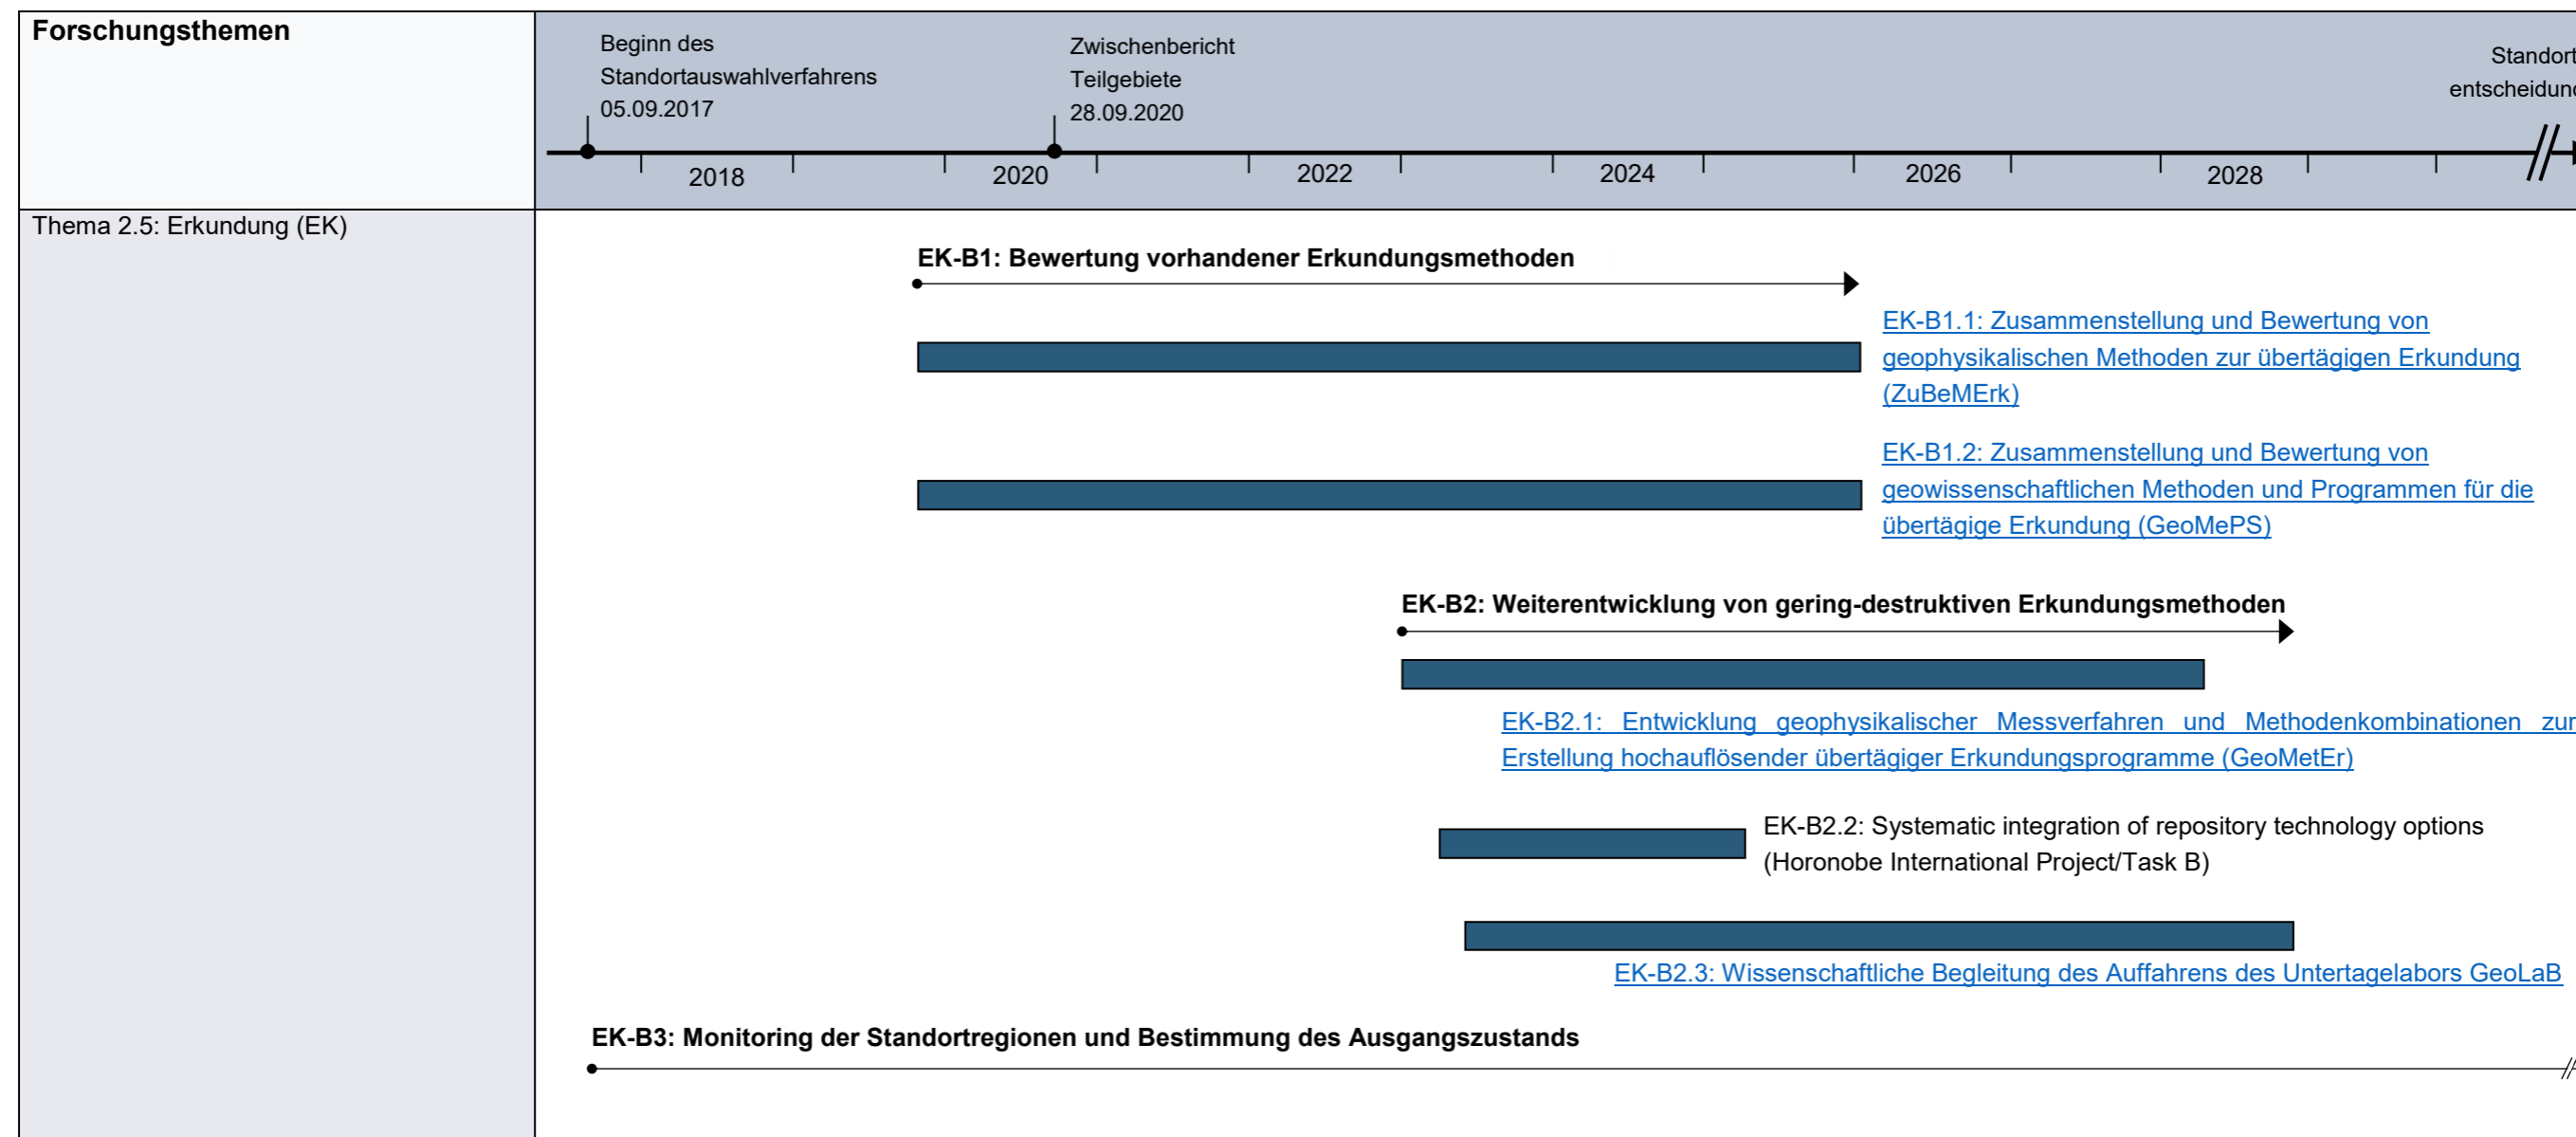 Forschungsthemen
Beginn des
Standortauswahlverfahrens
05.09.2017
Zwischenbericht
Teilgebiete
28.09.2020
Standort
entscheidung
2018
2020
2022
2024
2026
2028
Thema 2.5: Erkundung (EK)
EK-B1: Bewertung vorhandener Erkundungsmethoden
EK-B1.1: Zusammenstellung und Bewertung von
geophysikalischen Methoden zur übertägigen Erkundung
(ZuBeMErk)
EK-B1.2: Zusammenstellung und Bewertung von
geowissenschaftlichen Methoden und Programmen für die
übertägige Erkundung (GeoMePS)
EK-B2: Weiterentwicklung von gering-destruktiven Erkundungsmethoden
EK-B2.1: Entwicklung geophysikalischer Messverfahren und Methodenkombinationen zur
Erstellung hochauflösender übertägiger Erkundungsprogramme (GeoMetEr)
EK-B2.2: Systematic integration of repository technology options
(Horonobe International Project/Task B)
EK-B2.3: Wissenschaftliche Begleitung des Auffahrens des Untertagelabors GeoLaB
EK-B3: Monitoring der Standortregionen und Bestimmung des Ausgangszustands